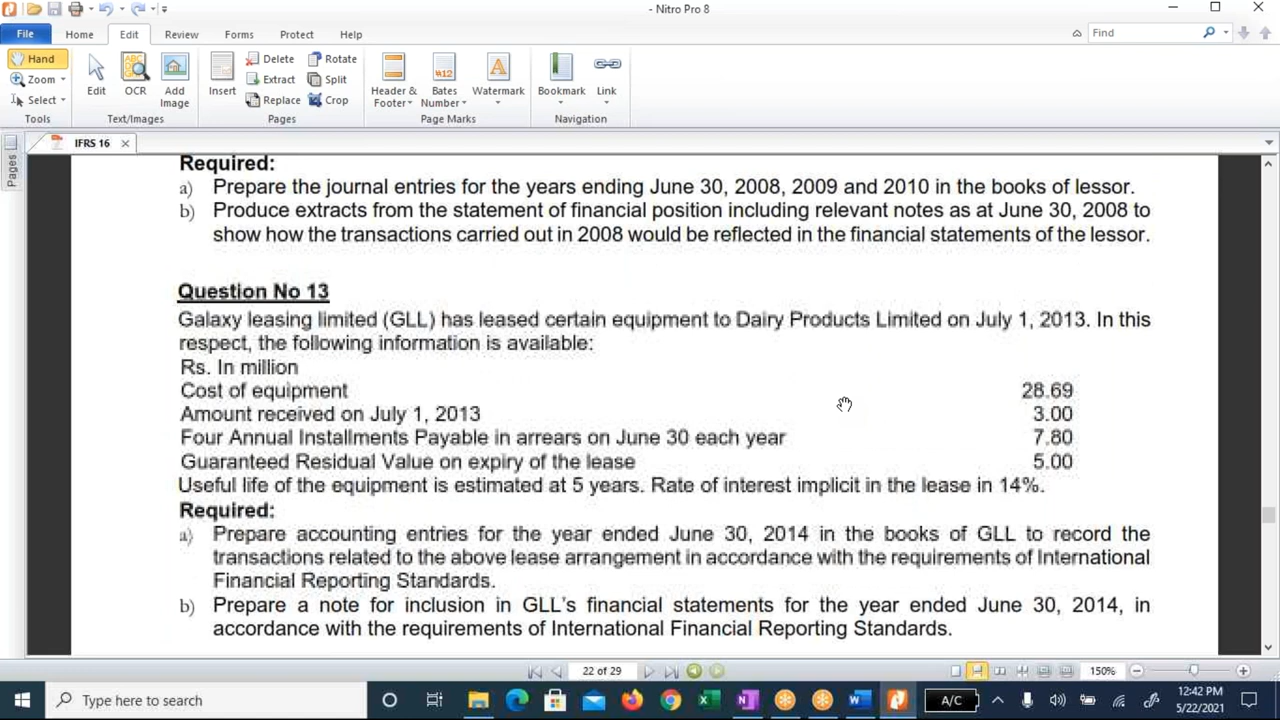 - Nitro Pro 8
File Home Edit Review Forms Protect Help Find
Hand
Zoom
Select
Tools
Edit OCR Add Image
Text/Images
Insert Delete Extract Replace Rotate Split Crop
Pages
Header & Footer Bates Number Watermark
Page Marks
Bookmark Link
Navigation
IFRS 16
Pages
Required:
a) Prepare the journal entries for the years ending June 30, 2008, 2009 and 2010 in the books of lessor.
b) Produce extracts from the statement of financial position including relevant notes as at June 30, 2008 to
show how the transactions carried out in 2008 would be reflected in the financial statements of the lessor.
Question No 13
Galaxy leasing limited (GLL) has leased certain equipment to Dairy Products Limited on July 1, 2013. In this
respect, the following information is available:
Rs. In million
Cost of equipment 28.69
Amount received on July 1, 2013 3.00
Four Annual Installments Payable in arrears on June 30 each year 7.80
Guaranteed Residual Value on expiry of the lease 5.00
Useful life of the equipment is estimated at 5 years. Rate of interest implicit in the lease in 14%.
Required:
a) Prepare accounting entries for the year ended June 30, 2014 in the books of GLL to record the
transactions related to the above lease arrangement in accordance with the requirements of International
Financial Reporting Standards.
b) Prepare a note for inclusion in GLL's financial statements for the year ended June 30, 2014, in
accordance with the requirements of International Financial Reporting Standards.
22 of 29 150%
Type here to search A/C 12:42 PM
5/22/2021